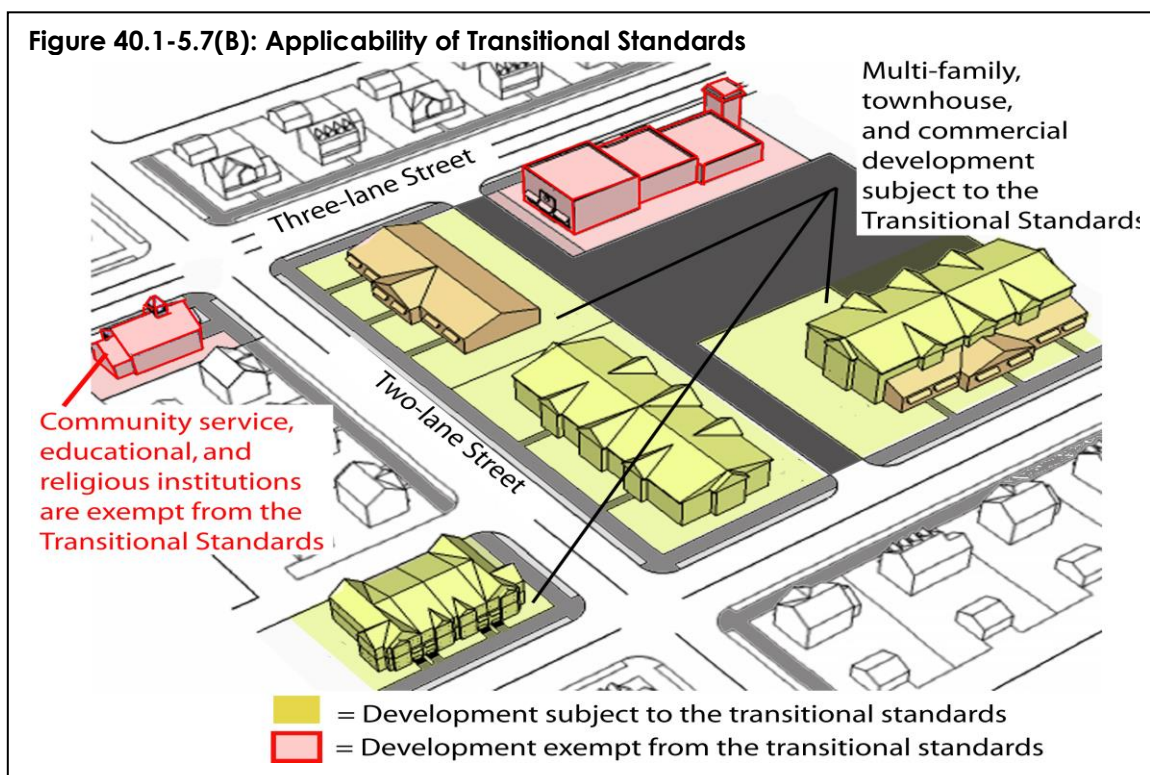 Figure 40.1-5.7(B): Applicability of Transitional Standards
Multi-family,
townhouse,
and commercial
development
subject to the
Transitional Standards
Three-lane Street
Two-lane Street
Community service,
educational, and
religious institutions
are exempt from the
Transitional Standards
= Development subject to the transitional standards
= Development exempt from the transitional standards